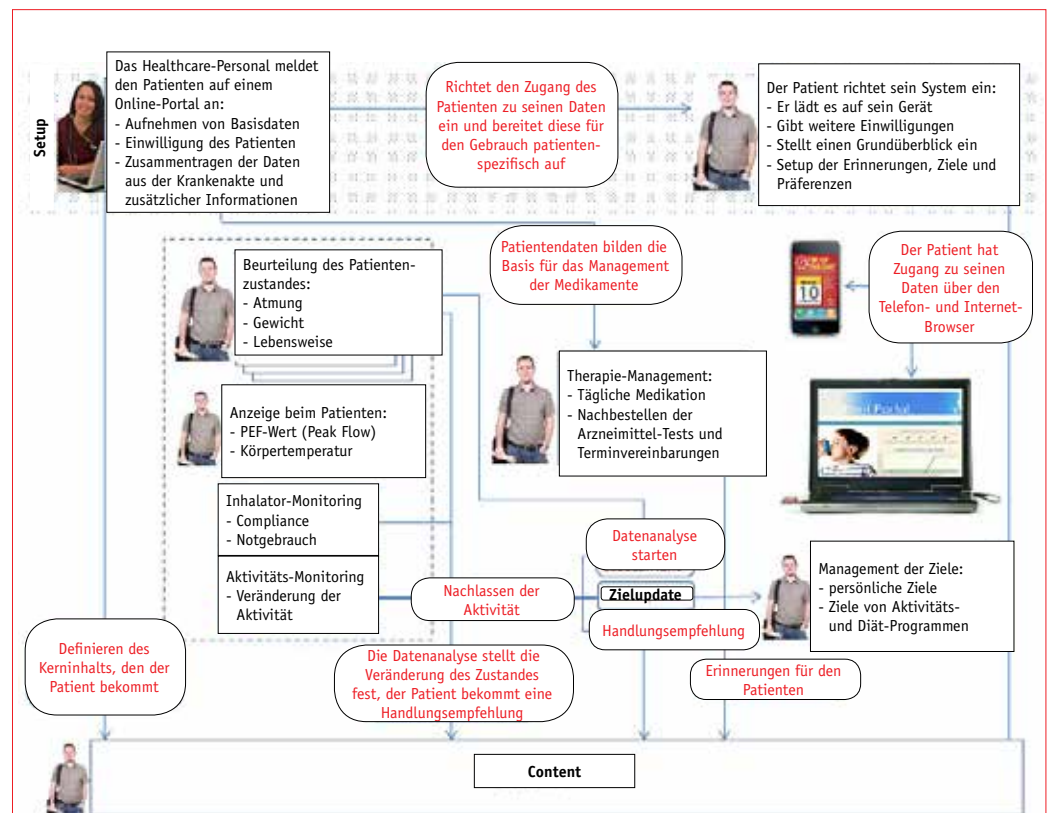 Setup
Das Healthcare-Personal meldet
den Patienten auf einem
Online-Portal an:
- Aufnehmen von Basisdaten
- Einwilligung des Patienten
- Zusammentragen der Daten
aus der Krankenakte und
zusätzlicher Informationen
Richtet den Zugang des
Patienten zu seinen Daten
ein und bereitet diese für
den Gebrauch patienten-
spezifisch auf
Der Patient richtet sein System ein:
- Er lädt es auf sein Gerät
- Gibt weitere Einwilligungen
- Stellt einen Grundüberblick ein
- Setup der Erinnerungen, Ziele und
Präferenzen
Beurteilung des Patienten-
zustandes:
- Atmung
- Gewicht
- Lebensweise
Patientendaten bilden die
Basis für das Management
der Medikamente
10
Der Patient hat
Zugang zu seinen
Daten über den
Telefon- und Internet-
Browser
Anzeige beim Patienten:
- PEF-Wert (Peak Flow)
- Körpertemperatur
Therapie-Management:
- Tägliche Medikation
- Nachbestellen der
Arzneimittel-Tests und
Terminvereinbarungen
Portal
Inhalator-Monitoring
- Compliance
- Notgebrauch
Aktivitäts-Monitoring
- Veränderung der
Aktivität
Nachlassen der
Aktivität
Datenanalyse
starten
Zielupdate
Handlungsempfehlung
Management der Ziele:
- persönliche Ziele
- Ziele von Aktivitäts-
und Diät-Programmen
Definieren des
Kerninhalts, den der
Patient bekommt
Die Datenanalyse stellt die
Veränderung des Zustandes
fest, der Patient bekommt eine
Handlungsempfehlung
Erinnerungen für den
Patienten
Content